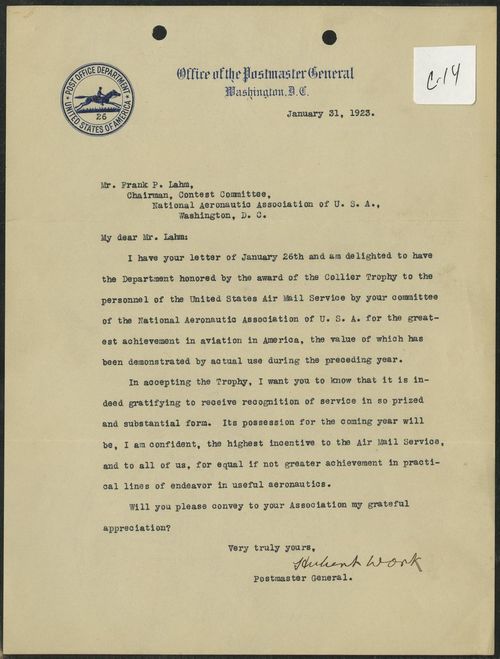 C-14
Office of the Postmaster General
Washington, D.C.
POST OFFICE DEPARTMENT
UNITED STATES OF AMERICA
26
January 31, 1923.
Mr. Frank P. Lahm,
Chairman, Contest Committee,
National Aeronautic Association of U. S. A.,
Washington, D. C.
My dear Mr. Lahm:
I have your letter of January 26th and am delighted to have
the Department honored by the award of the Collier Trophy to the
personnel of the United States Air Mail Service by your committee
of the National Aeronautic Association of U. S. A. for the great-
est achievement in aviation in America, the value of which has
been demonstrated by actual use during the preceding year.
In accepting the Trophy, I want you to know that it is in-
deed gratifying to receive recognition of service in so prized
and substantial form. Its possession for the coming year will
be, I am confident, the highest incentive to the Air Mail Service,
and to all of us, for equal if not greater achievement in practi-
cal lines of endeavor in useful aeronautics.
Will you please convey to your Association my grateful
appreciation?
Very truly yours,
Hubert Work
Postmaster General.